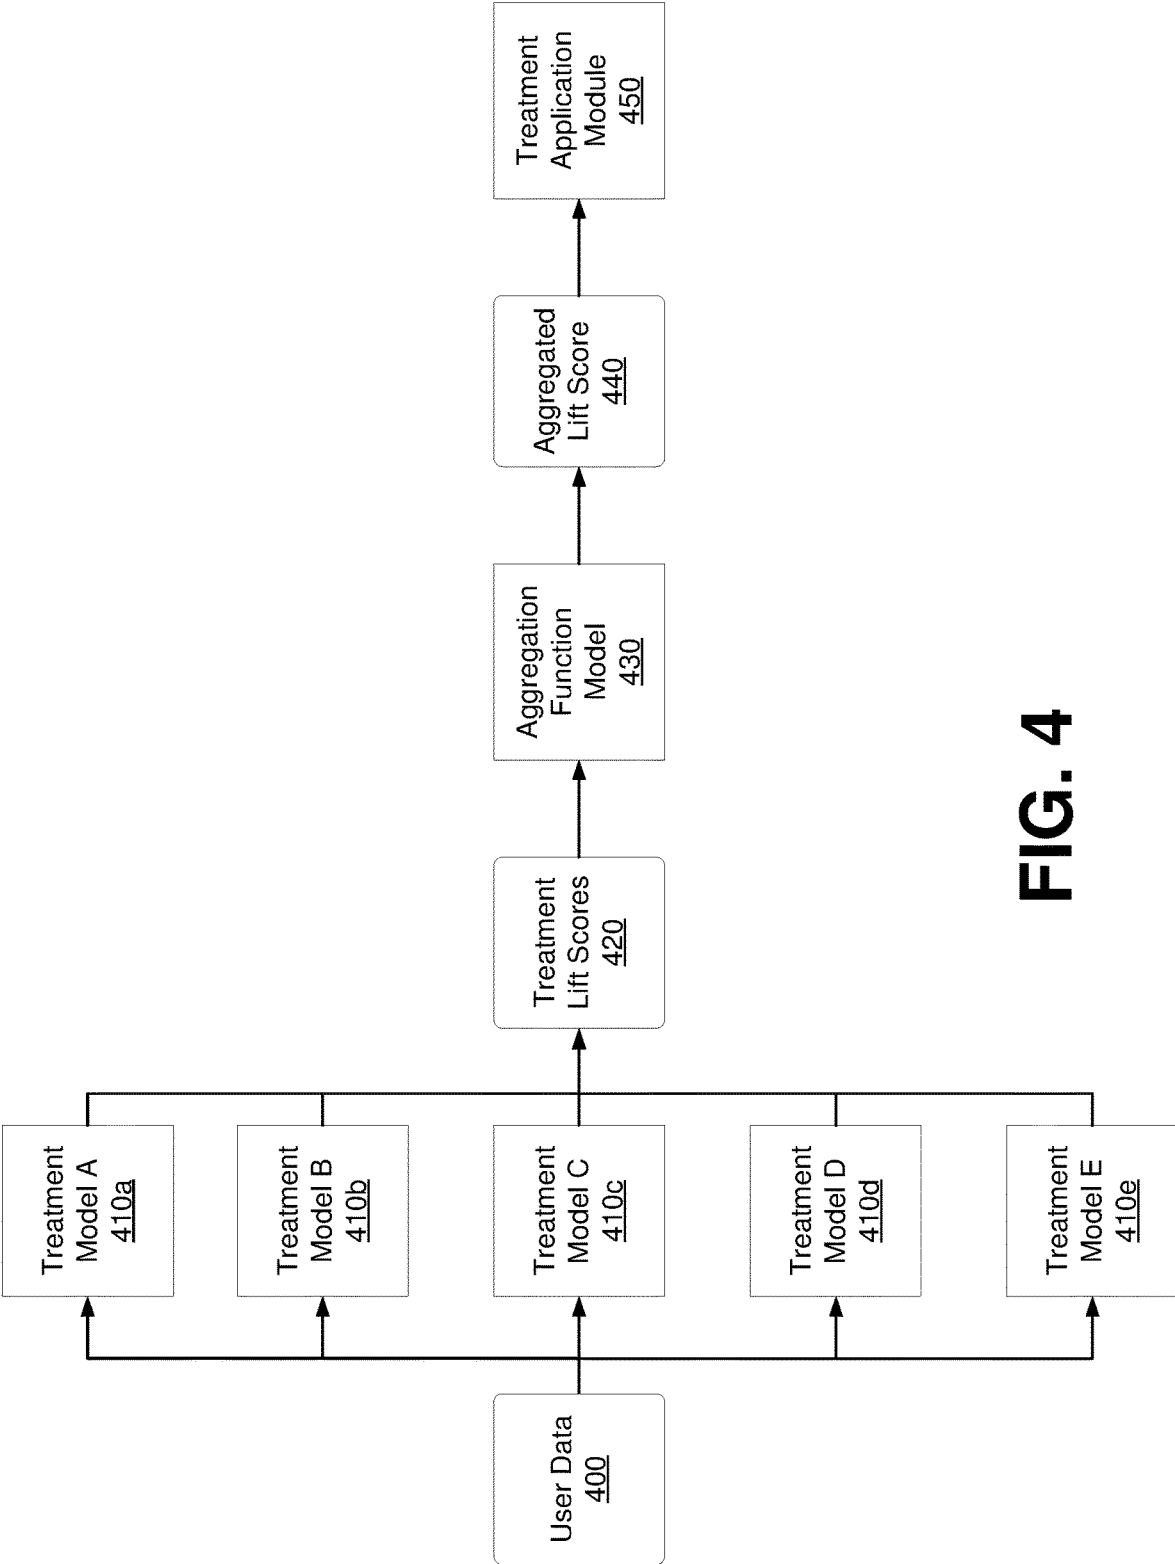 User Data
400
Treatment
Model A
410a
Treatment
Model B
410b
Treatment
Model C
410c
Treatment
Model D
410d
Treatment
Model E
410e
Treatment
Lift Scores
420
Aggregation
Function
Model
430
Aggregated
Lift Score
440
Treatment
Application
Module
450
FIG. 4